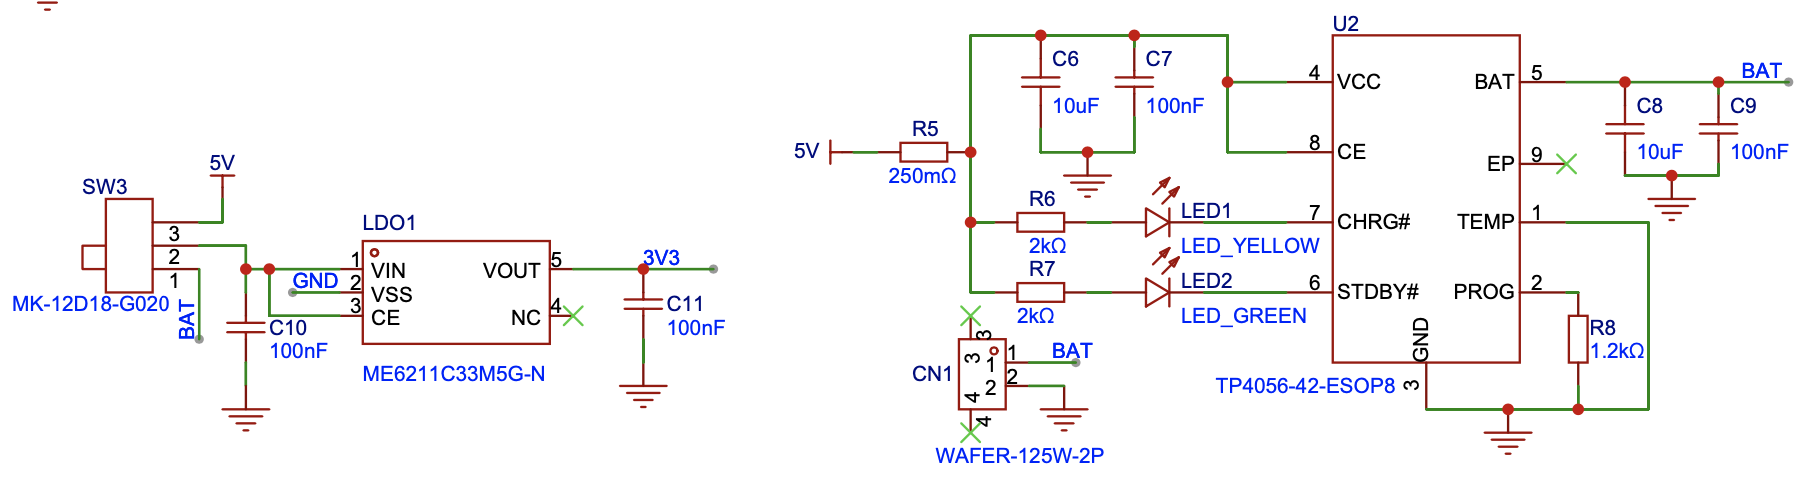 5V
SW3
3
2
1
MK-12D18-G020
BAT
C10
100nF
LDO1
GND
1
2
3
VIN
VSS
CE
VOUT
NC
5
4
ME6211C33M5G-N
3V3
C11
100nF
5V
R5
250mΩ
C6
10uF
C7
100nF
R6
2kΩ
LED1
LED_YELLOW
R7
2kΩ
LED2
LED_GREEN
CN1
3
3
1
2
4
4
1
2
BAT
WAFER-125W-2P
U2
4
VCC
8
CE
7
CHRG#
6
STDBY#
BAT
5
EP
9
TEMP
1
PROG
2
GND
3
TP4056-42-ESOP8
R8
1.2kΩ
BAT
C8
10uF
C9
100nF